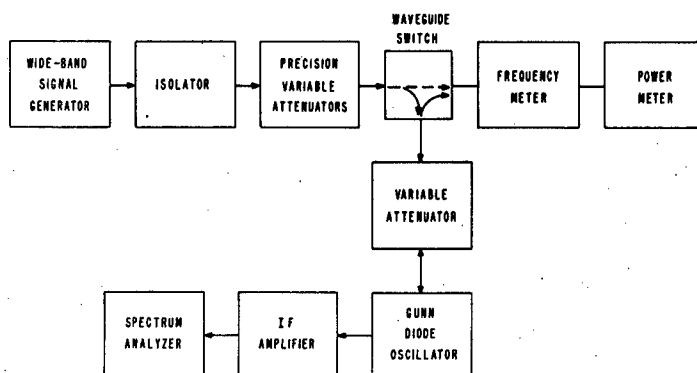 WAVEGUIDE
SWITCH
WIDE-BAND
SIGNAL
GENERATOR
ISOLATOR
PRECISION
VARIABLE
ATTENUATORS
FREQUENCY
METER
POWER
METER
VARIABLE
ATTENUATOR
SPECTRUM
ANALYZER
IF
AMPLIFIER
GUNN
DIODE
OSCILLATOR